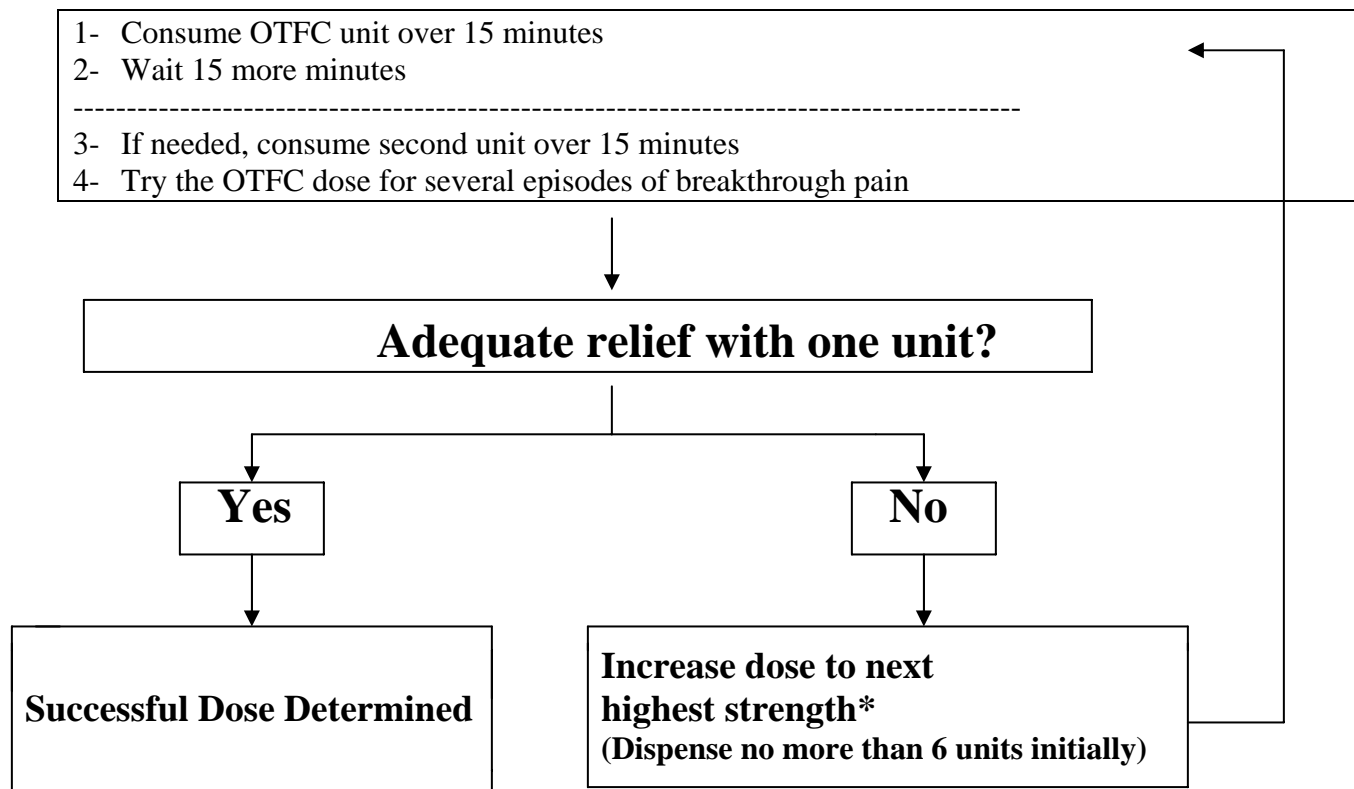 1- Consume OTFC unit over 15 minutes
2- Wait 15 more minutes
-----------------------------------------------------------------------------------------
3- If needed, consume second unit over 15 minutes
4- Try the OTFC dose for several episodes of breakthrough pain
Adequate relief with one unit?
Yes
No
Successful Dose Determined
Increase dose to next
highest strength*
(Dispense no more than 6 units initially)